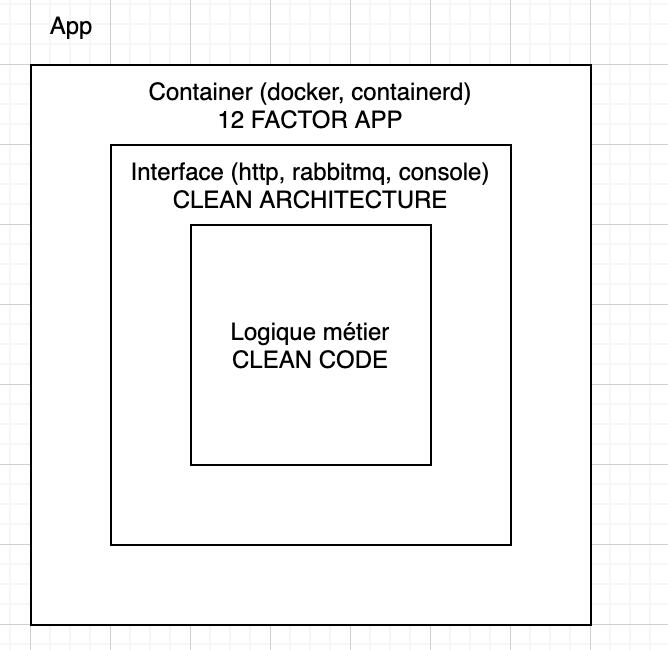 App
Container (docker, containerd)
12 FACTOR APP
Interface (http, rabbitmq, console)
CLEAN ARCHITECTURE
Logique métier
CLEAN CODE